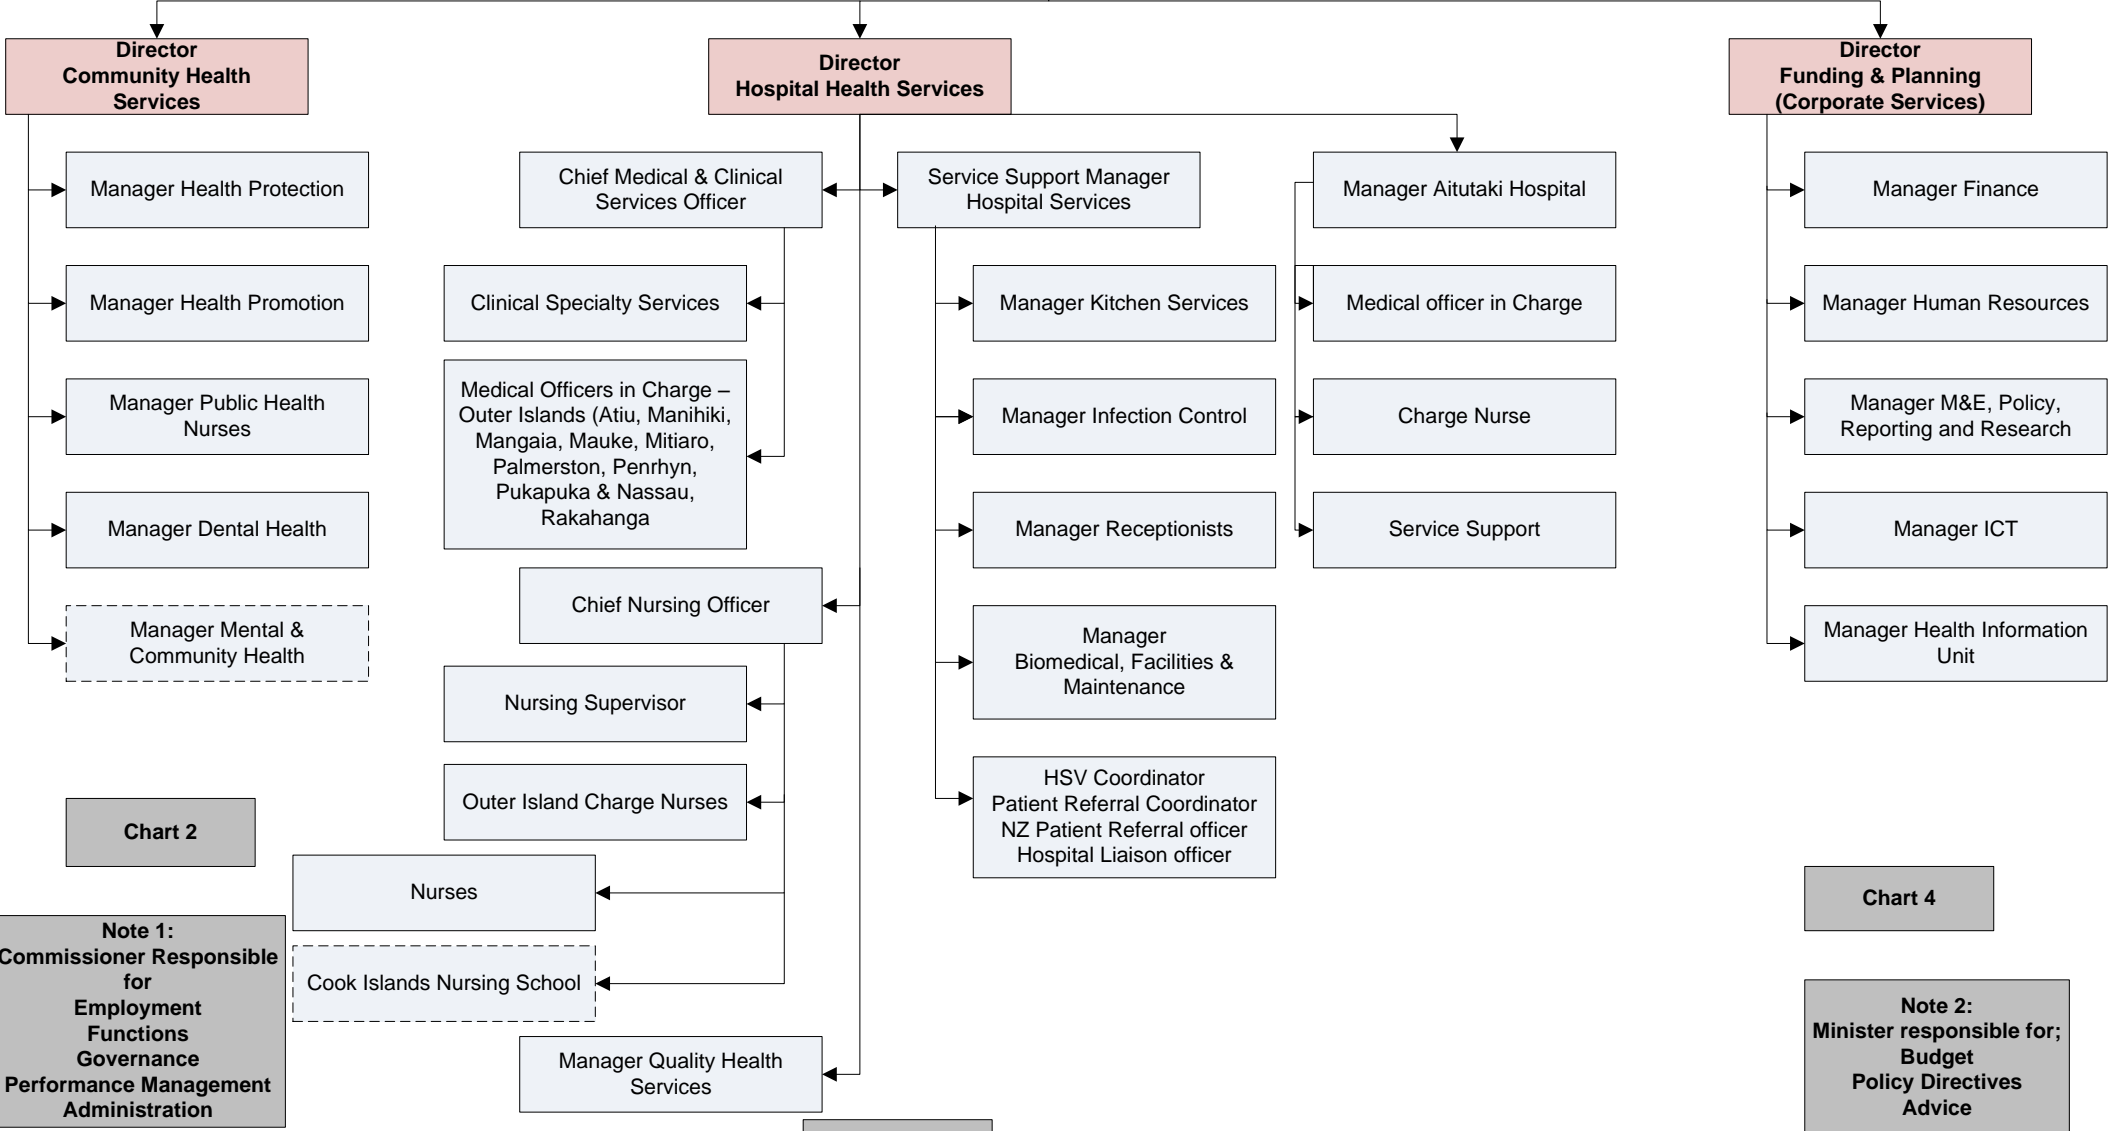 Director
Community Health
Services
Director
Hospital Health Services
Director
Funding & Planning
(Corporate Services)
Manager Health Protection
Manager Health Promotion
Manager Public Health
Nurses
Manager Dental Health
Manager Mental &
Community Health
Chief Medical & Clinical
Services Officer
Clinical Specialty Services
Medical Officers in Charge –
Outer Islands (Atiu, Manihiki,
Mangaia, Mauke, Mitiaro,
Palmerston, Penrhyn,
Pukapuka & Nassau,
Rakahanga
Chief Nursing Officer
Nursing Supervisor
Outer Island Charge Nurses
Nurses
Cook Islands Nursing School
Manager Quality Health
Services
Service Support Manager
Hospital Services
Manager Kitchen Services
Manager Infection Control
Manager Receptionists
Manager
Biomedical, Facilities &
Maintenance
HSV Coordinator
Patient Referral Coordinator
NZ Patient Referral officer
Hospital Liaison officer
Manager Aitutaki Hospital
Medical officer in Charge
Charge Nurse
Service Support
Manager Finance
Manager Human Resources
Manager M&E, Policy,
Reporting and Research
Manager ICT
Manager Health Information
Unit
Chart 2
Note 1:
Commissioner Responsible
for
Employment
Functions
Governance
Performance Management
Administration
Chart 4
Note 2:
Minister responsible for;
Budget
Policy Directives
Advice